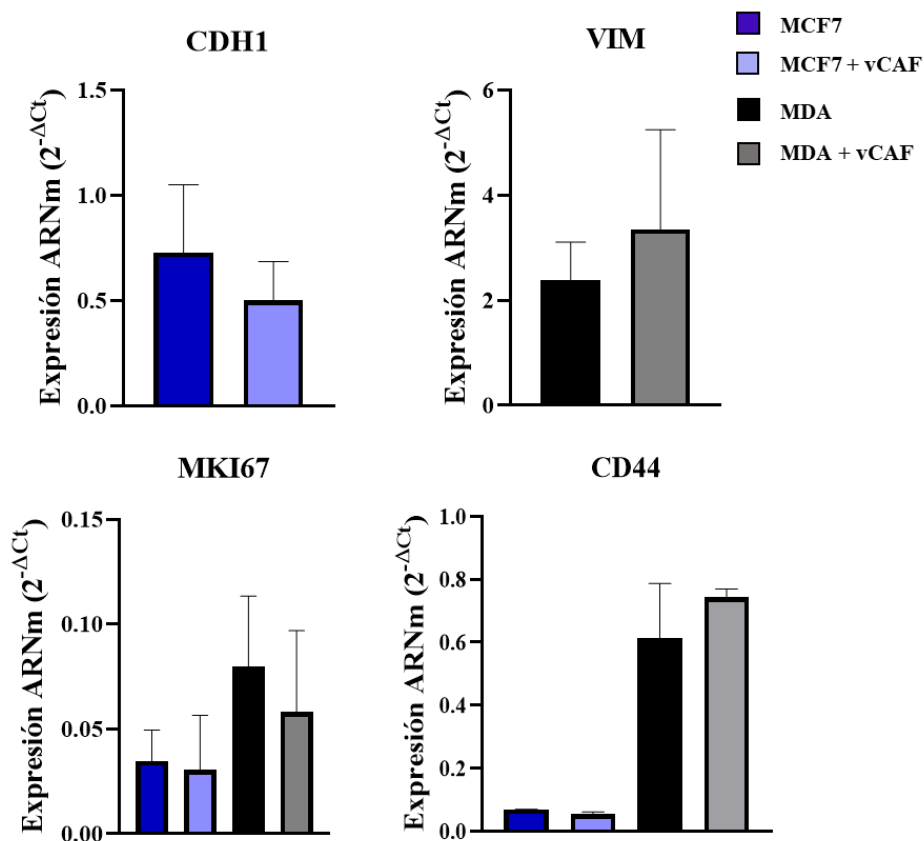 CDH1
Expresión ARNm (2^-ΔCt)
1.5
1.0
0.5
0.0
VIM
Expresión ARNm (2^-ΔCt)
6
4
2
0
MCF7
MCF7 + vCAF
MDA
MDA + vCAF
MKI67
Expresión ARNm (2^-ΔCt)
0.15
0.10
0.05
0.00
CD44
Expresión ARNm (2^-ΔCt)
1.0
0.8
0.6
0.4
0.2
0.0